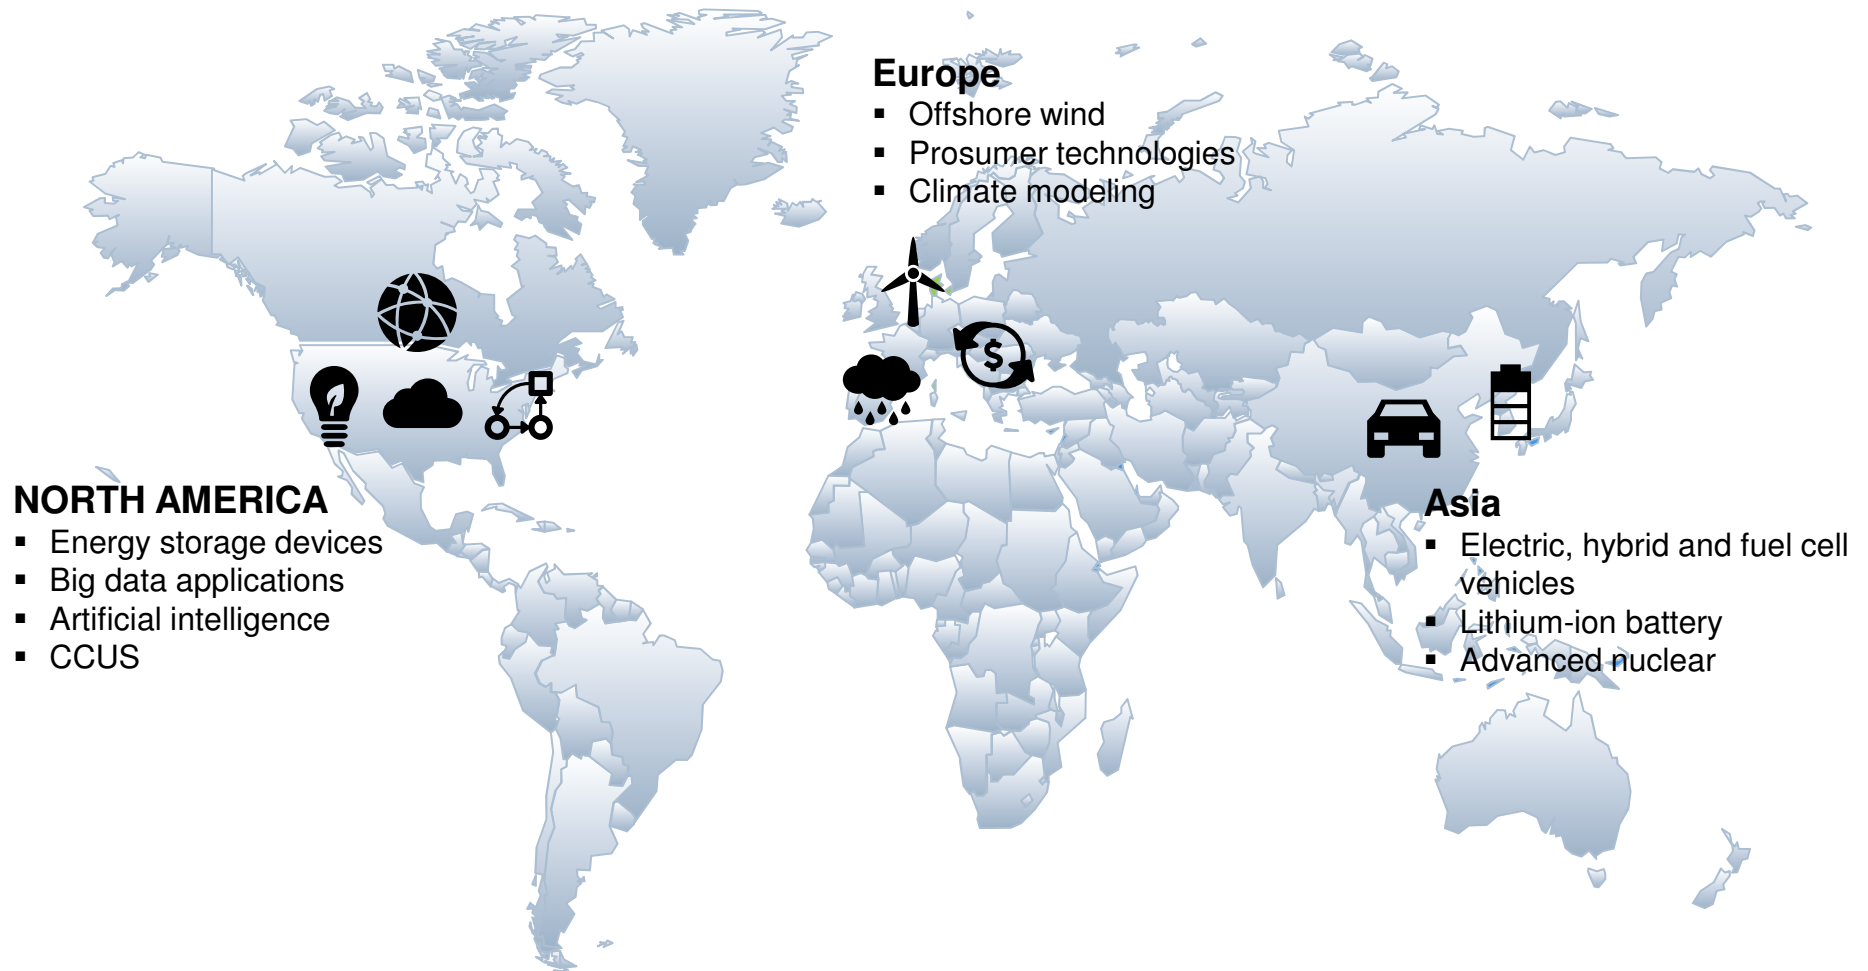 Europe
▪ Offshore wind
▪ Prosumer technologies
▪ Climate modeling
$
NORTH AMERICA
▪ Energy storage devices
▪ Big data applications
▪ Artificial intelligence
▪ CCUS
Asia
▪ Electric, hybrid and fuel cell
vehicles
▪ Lithium-ion battery
▪ Advanced nuclear